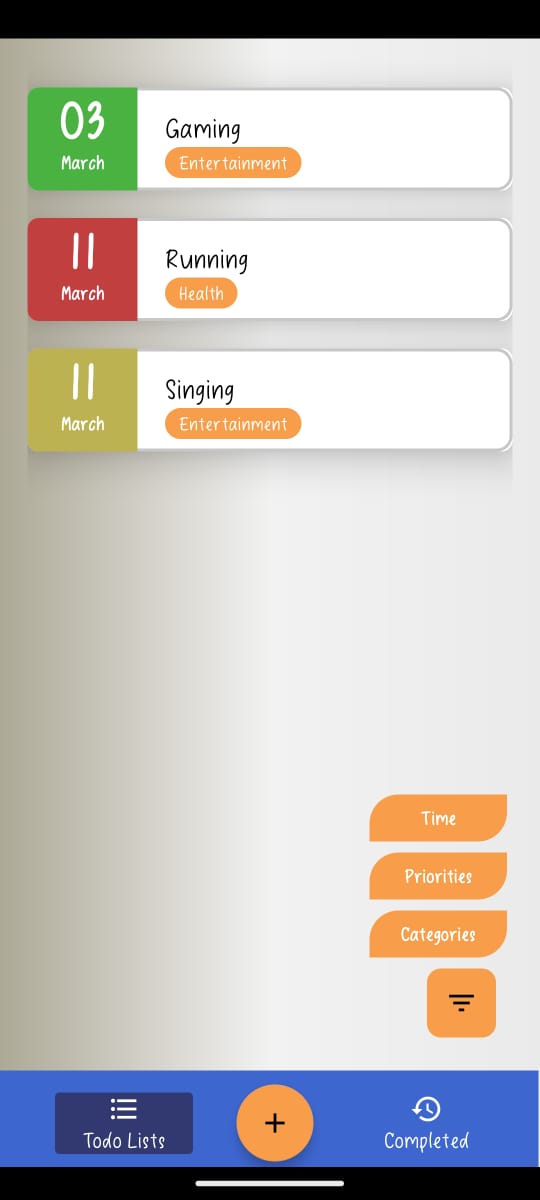 03
March
Gaming
Entertainment
11
March
Running
Health
11
March
Singing
Entertainment
Time
Priorities
Categories
Todo Lists
Completed